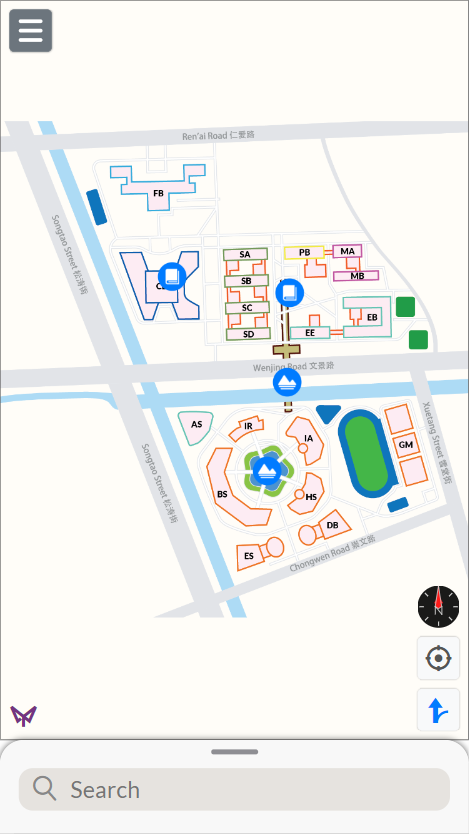 Ren'ai Road 仁爱路
FB
Songtao Street 松涛街
SA
PB
MA
SB
MB
SC
EB
SD
EE
Wenjing Road 文景路
AS
IR
IA
Xuetang Street 雪堂街
GM
Songtao Street 松涛街
BS
HS
DB
ES
Chongwen Road 崇文路
N
Search